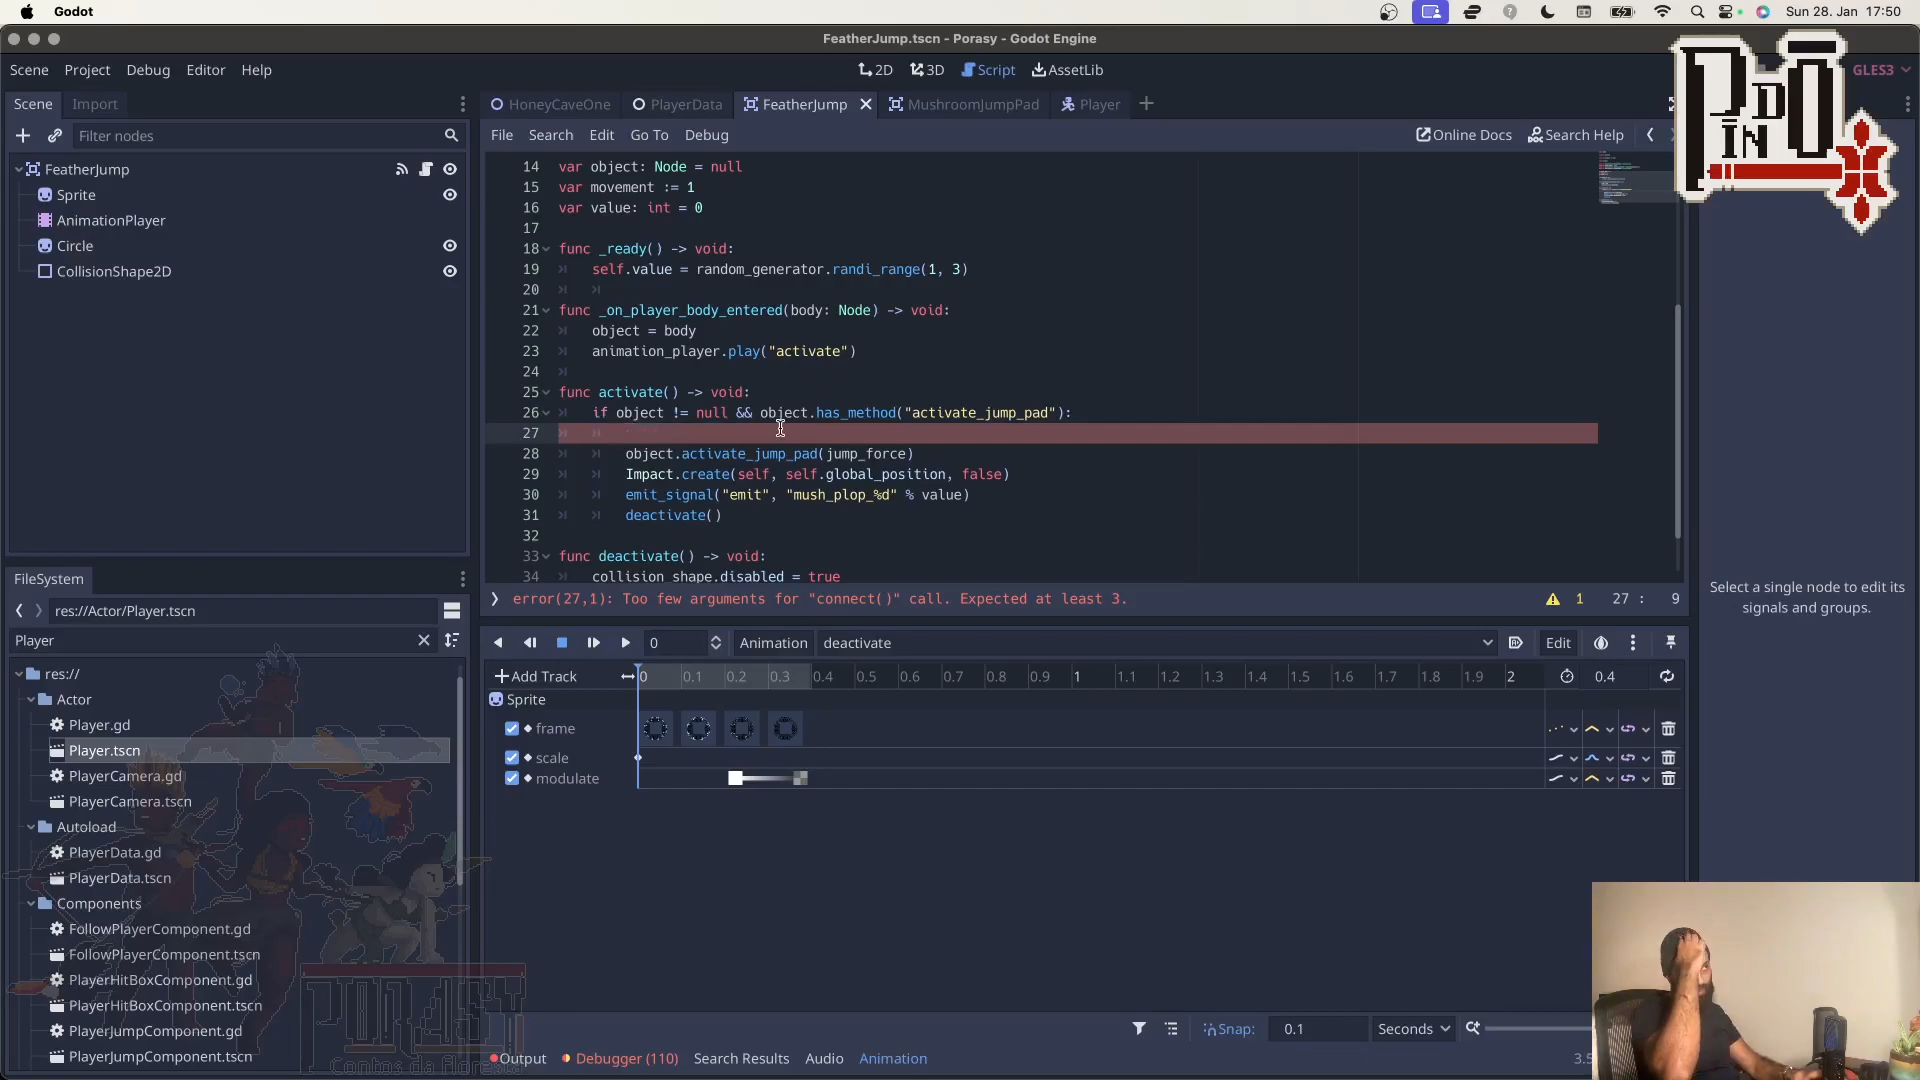 Godot
Sun 28. Jan 17:50
FeatherJump.tscn - Porasy - Godot Engine
Scene Project Debug Editor Help
2D 3D Script AssetLib
GLES3
Scene Import
HoneyCaveOne PlayerData FeatherJump MushroomJumpPad Player
Filter nodes
File Search Edit Go To Debug
Online Docs Search Help
PDO
IN
FeatherJump
Sprite
AnimationPlayer
Circle
CollisionShape2D
14 var object: Node = null
15 var movement := 1
16 var value: int = 0
17
18 func _ready() -> void:
19 self.value = random_generator.randi_range(1, 3)
20
21 func _on_player_body_entered(body: Node) -> void:
22 object = body
23 animation_player.play("activate")
24
25 func activate() -> void:
26 if object != null && object.has_method("activate_jump_pad"):
27
28 object.activate_jump_pad(jump_force)
29 Impact.create(self, self.global_position, false)
30 emit_signal("emit", "mush_plop_%d" % value)
31 deactivate()
32
33 func deactivate() -> void:
34 collision_shape.disabled = true
error(27,1): Too few arguments for "connect()" call. Expected at least 3.
1 27 : 9
Select a single node to edit its
signals and groups.
FileSystem
res://Actor/Player.tscn
Player
res://
Actor
Player.gd
Player.tscn
PlayerCamera.gd
PlayerCamera.tscn
Autoload
PlayerData.gd
PlayerData.tscn
Components
FollowPlayerComponent.gd
FollowPlayerComponent.tscn
PlayerHitBoxComponent.gd
PlayerHitBoxComponent.tscn
PlayerJumpComponent.gd
PlayerJumpComponent.tscn
PORASY
Contos da floresta
0 Animation deactivate Edit
Add Track 0 0.1 0.2 0.3 0.4 0.5 0.6 0.7 0.8 0.9 1 1.1 1.2 1.3 1.4 1.5 1.6 1.7 1.8 1.9 2 0.4
Sprite
frame
scale
modulate
Snap: 0.1 Seconds
Output Debugger (110) Search Results Audio Animation 3.5